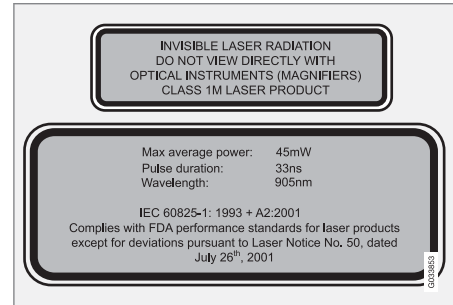 INVISIBLE LASER RADIATION
DO NOT VIEW DIRECTLY WITH
OPTICAL INSTRUMENTS (MAGNIFIERS)
CLASS 1M LASER PRODUCT
Max average power: 45mW
Pulse duration: 33ns
Wavelength: 905nm
IEC 60825-1: 1993 + A2:2001
Complies with FDA performance standards for laser products
except for deviations pursuant to Laser Notice No. 50, dated
July 26th, 2001
G033853